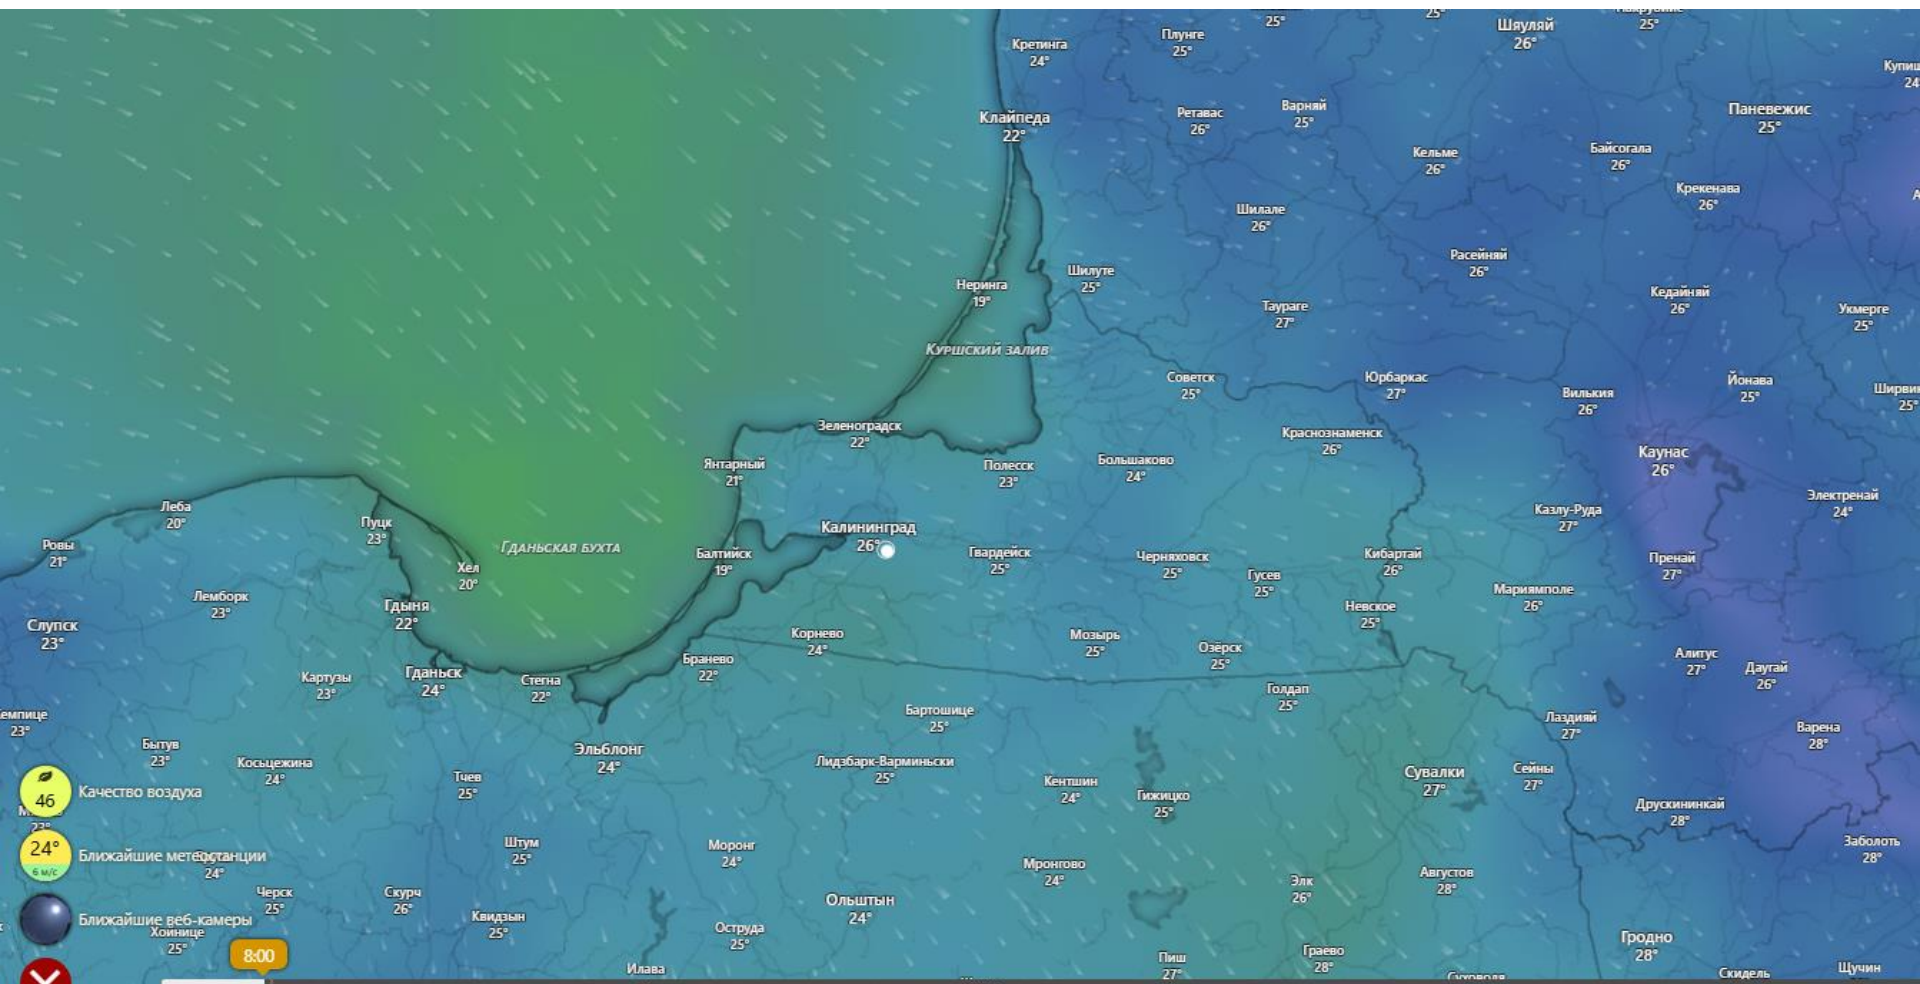 25°
25°
25°
Шяуляй
26°
Плунге
25°
Кретинга
24°
24
Варняй
25°
Ретавас
26°
Паневежис
25°
Клайпеда
22°
Кельме
26°
Байсогала
26°
Крекенава
26°
Шилале
26°
Расейняй
26°
Шилуте
25°
Неринга
19°
Таураге
27°
Кедайняй
26°
Укмерге
25°
Куршский залив
Советск
25°
Юрбаркас
27°
Вилькия
26°
Йонава
25°
25°
Зеленоградск
22°
Краснознаменск
26°
Каунас
26°
Янтарный
21°
Полесск
23°
Большаково
24°
Леба
20°
Пуцк
23°
Казлу-Руда
27°
Электренай
24°
Калининград
26°
Ровы
21°
Хел
20°
Гданьская бухта
Балтийск
19°
Гвардейск
25°
Черняховск
25°
Гусев
25°
Кибартай
26°
Пренай
27°
Лемборк
23°
Гдыня
22°
Мариямполе
26°
Невское
25°
Слупск
23°
Корнево
24°
Мозырь
25°
Озёрск
25°
Алитус
27°
Даугай
26°
Картузы
23°
Гданьск
24°
Стегна
22°
Бранево
22°
Голдап
25°
23°
Бартошице
25°
Лаздияй
27°
Варена
28°
Бытув
23°
Косьцежина
24°
Эльблонг
24°
Лидзбарк-Варминьски
25°
Тчев
25°
Кентшин
24°
Гижицко
25°
Сувалки
27°
Сейны
27°
Друскининкай
28°
46
Качество воздуха
24°
6 м/с
Ближайшие метеостанции
24°
Штум
25°
Моронг
24°
Мронгово
24°
Элк
26°
Августов
28°
Заболоть
28°
Черск
25°
Скурч
26°
Ближайшие веб-камеры
Хойнице
25°
Квидзын
25°
Ольштын
24°
Оструда
25°
8:00
Илава
Пиш
27°
Граево
28°
Гродно
28°
Скидель
Щучин